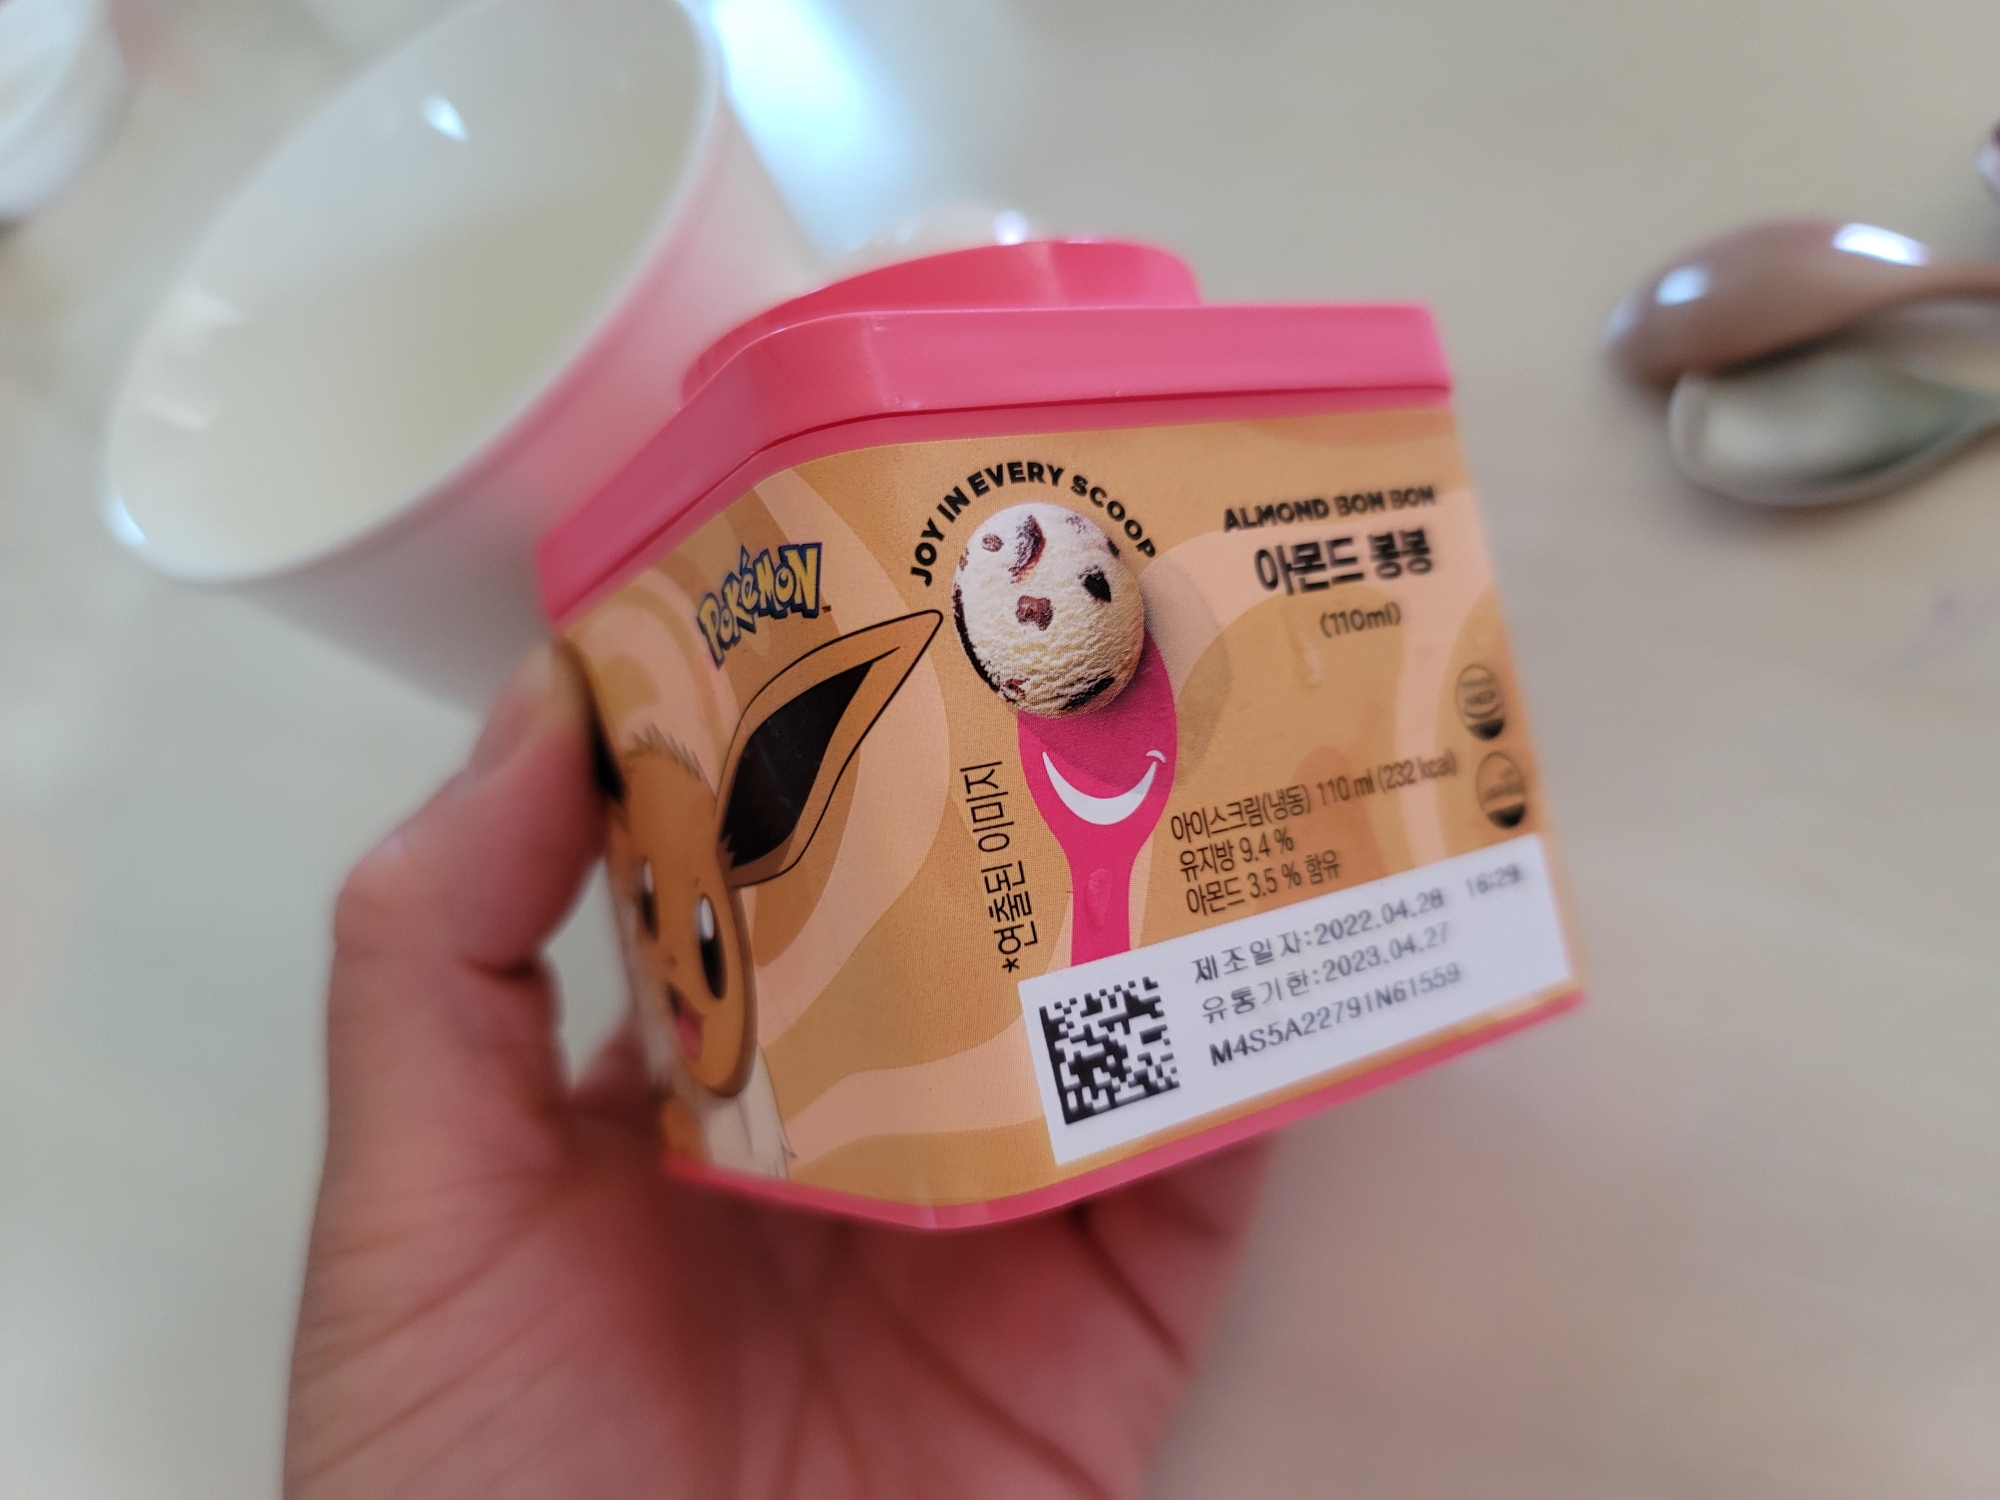 POKÉMON™
JOY IN EVERY SCOOP
ALMOND BON BON
아몬드 봉봉
(110ml)
*연출된 이미지
아이스크림(냉동) 110 ml (232 kcal)
유지방 9.4 %
아몬드 3.5 % 함유
제조일자:2022.04.28 16:29
유통기한:2023.04.27
M4S5A22791N61559